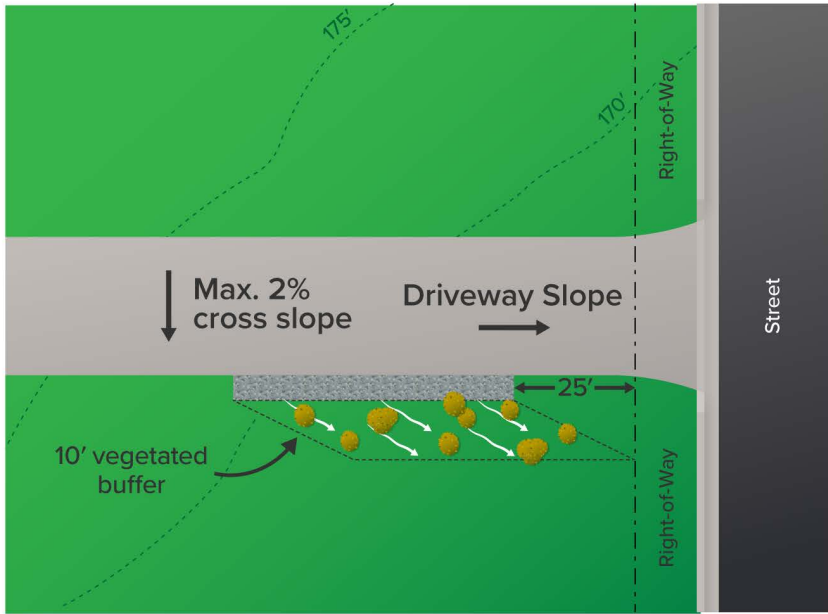 175′
170′
Right-of-Way
Max. 2%
cross slope
Driveway Slope
Street
25′
10′ vegetated
buffer
Right-of-Way